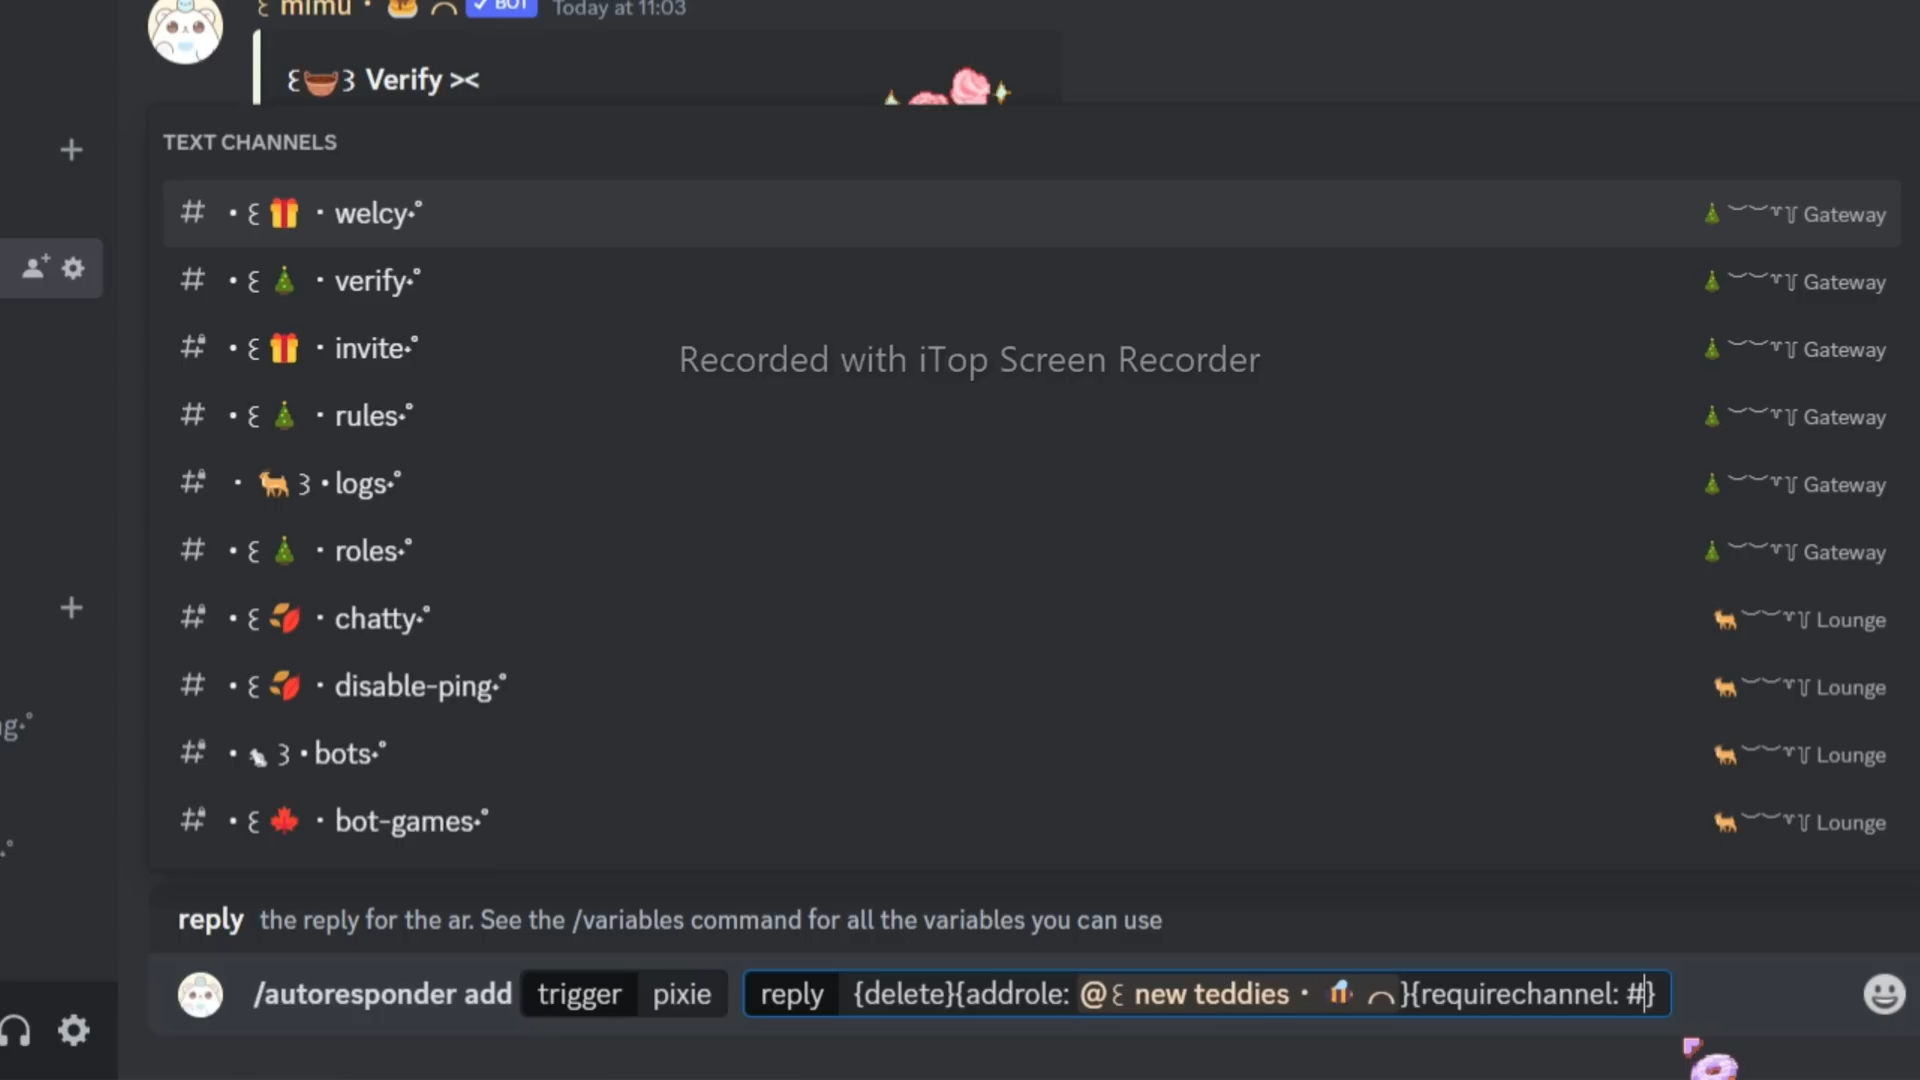 ꒰ mimu・🍯 ⌒ ✓ BOT Today at 11:03
꒰🧺꒱ Verify ><
TEXT CHANNELS
# ・꒰🎁・welcy˖° 🎄︶︶꒷꒦ Gateway
# ・꒰🎄・verify˖° 🎄︶︶꒷꒦ Gateway
# ・꒰🎁・invite˖° 🎄︶︶꒷꒦ Gateway
Recorded with iTop Screen Recorder
# ・꒰🎄・rules˖° 🎄︶︶꒷꒦ Gateway
# ・🐕꒱・logs˖° 🎄︶︶꒷꒦ Gateway
# ・꒰🎄・roles˖° 🎄︶︶꒷꒦ Gateway
# ・꒰🍂・chatty˖° 🐕︶︶꒷꒦ Lounge
# ・꒰🍂・disable-ping˖° 🐕︶︶꒷꒦ Lounge
# ・🐁꒱・bots˖° 🐕︶︶꒷꒦ Lounge
# ・꒰🍁・bot-games˖° 🐕︶︶꒷꒦ Lounge
reply the reply for the ar. See the /variables command for all the variables you can use
/autoresponder add trigger pixie reply {delete}{addrole: @꒰ new teddies・ ⌒}{requirechannel: #}